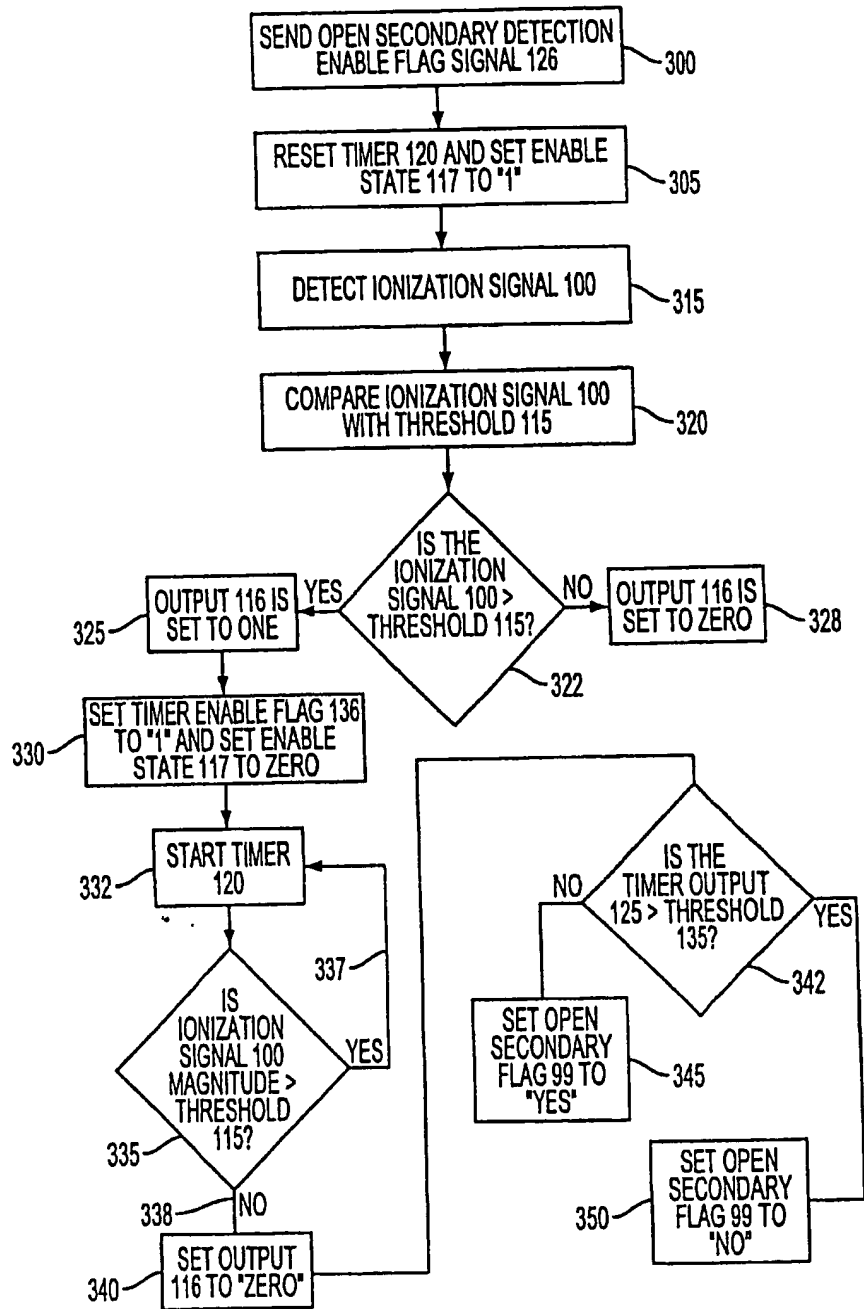 SEND OPEN SECONDARY DETECTION
ENABLE FLAG SIGNAL 126
300
RESET TIMER 120 AND SET ENABLE
STATE 117 TO "1"
305
DETECT IONIZATION SIGNAL 100
315
COMPARE IONIZATION SIGNAL 100
WITH THRESHOLD 115
320
IS THE
IONIZATION
SIGNAL 100 >
THRESHOLD 115?
322
YES
NO
OUTPUT 116 IS
SET TO ONE
325
OUTPUT 116 IS
SET TO ZERO
328
SET TIMER ENABLE FLAG 136
TO "1" AND SET ENABLE
STATE 117 TO ZERO
330
START TIMER
120
332
337
IS
IONIZATION
SIGNAL 100
MAGNITUDE >
THRESHOLD
115?
335
YES
338
NO
SET OUTPUT
116 TO "ZERO"
340
IS THE
TIMER OUTPUT
125 > THRESHOLD
135?
342
NO
YES
SET OPEN
SECONDARY
FLAG 99 TO
"YES"
345
SET OPEN
SECONDARY
FLAG 99 TO
"NO"
350